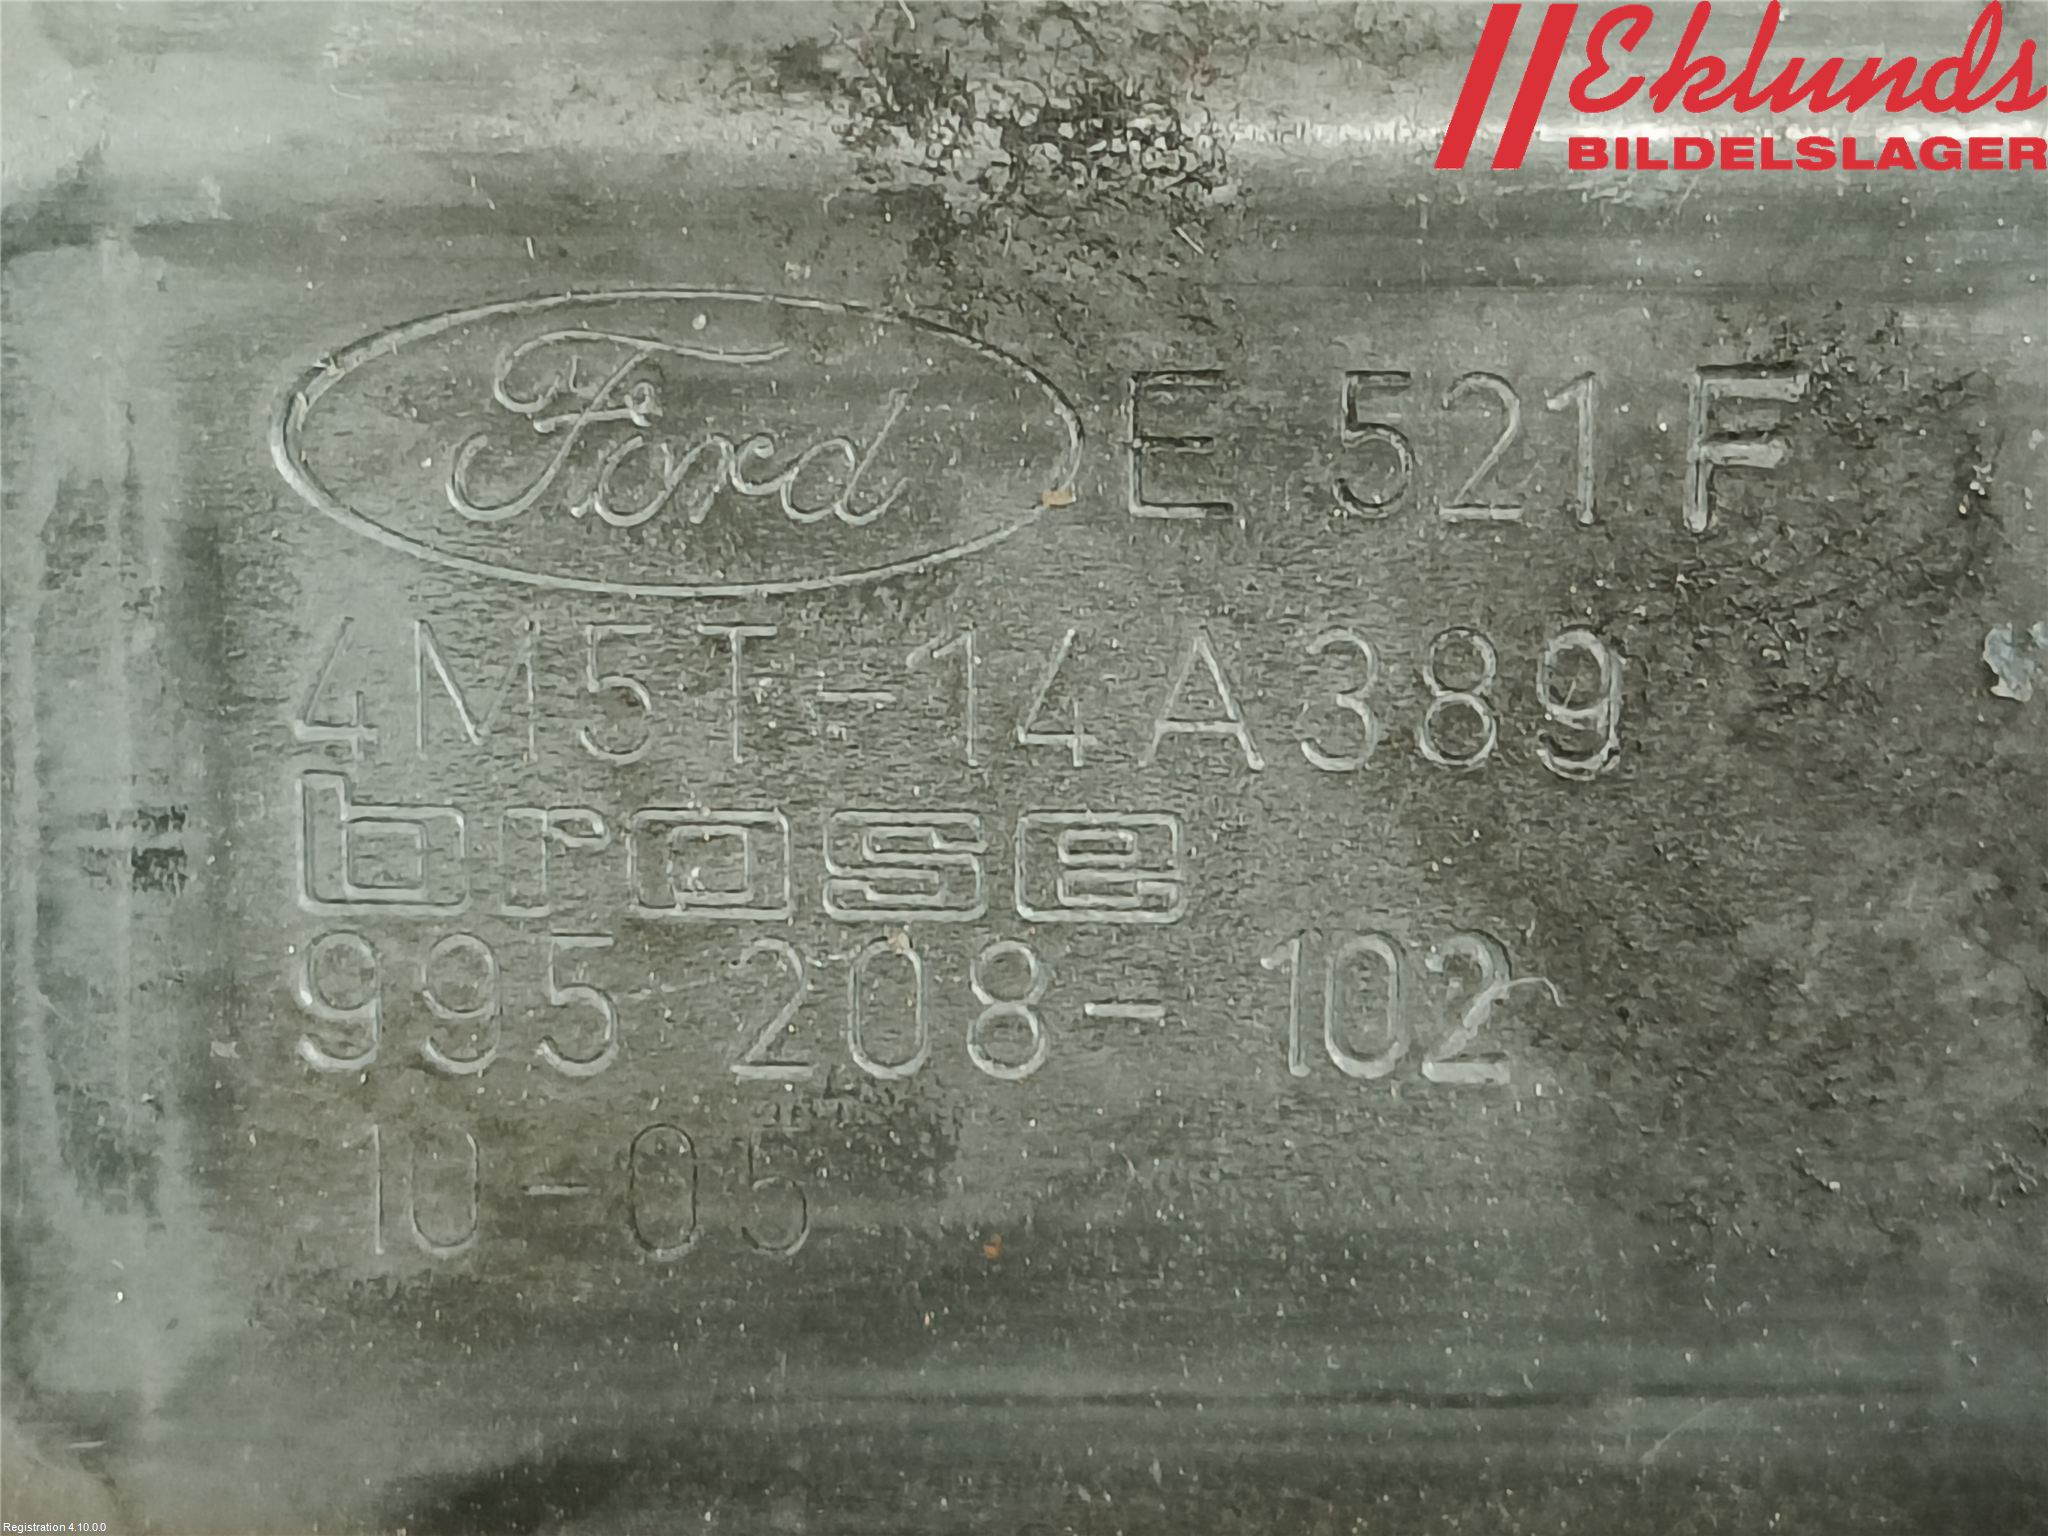 Eklunds
BILDELSLAGER
Ford E 521 F
4M5T-14A389
brose
995 208-102
10-05
Registration 4.10.0.0